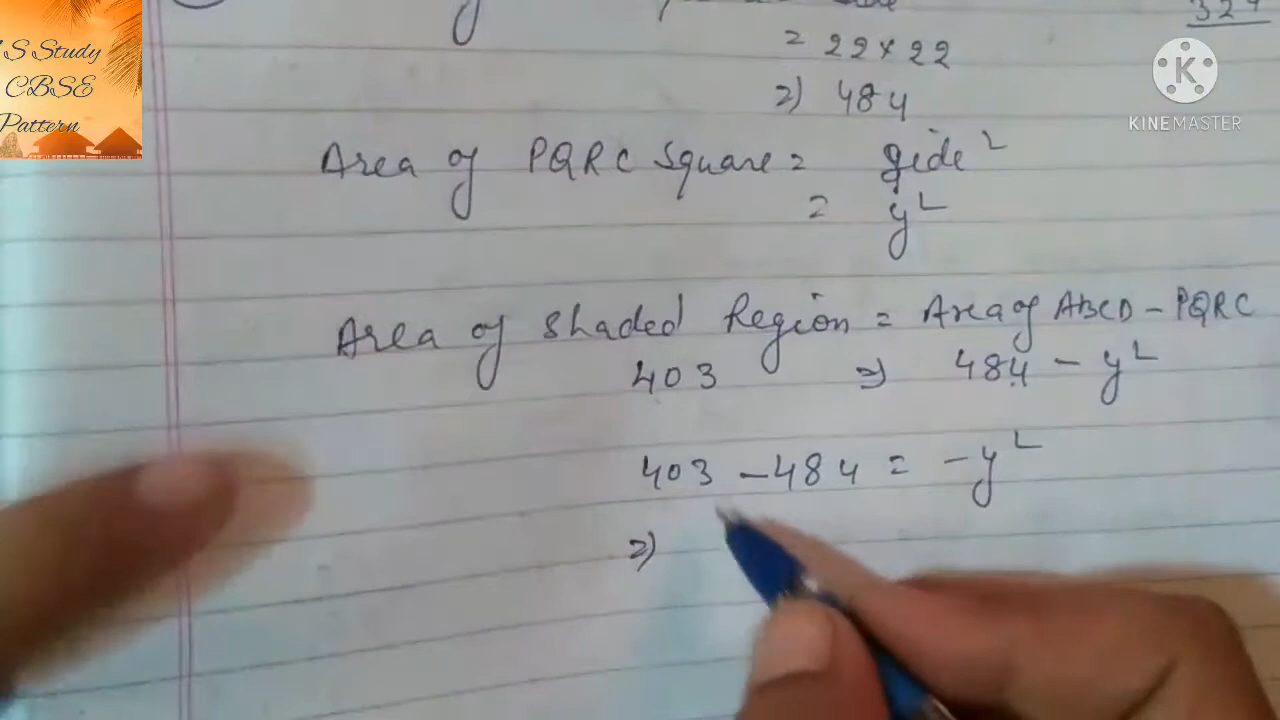 'S Study
CBSE
Pattern
KINEMASTER
324
= 22 × 22
⇒ 484
Area of PQRC Square = side²
= y²
Area of Shaded Region = Area of ABCD - PQRC
403 ⇒ 484 - y²
403 - 484 = - y²
⇒